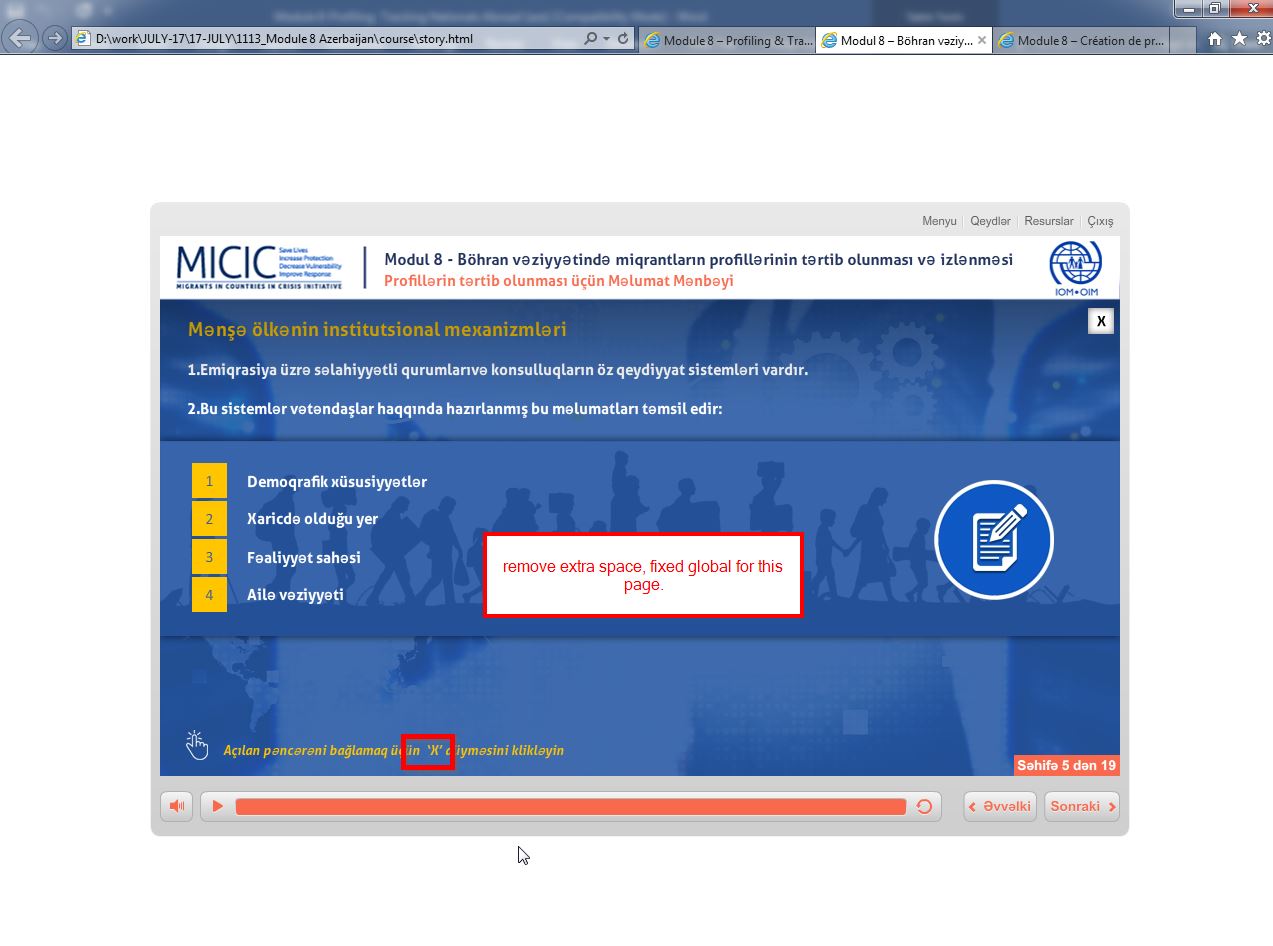 D:\work\JULY-17\17-JULY\1113_Module 8 Azerbaijan\course\story.html
Module 8 – Profiling & Tra...
Modul 8 – Böhran vəziy...
Module 8 – Création de pr...
Menyu
Qeydlər
Resurslar
Çıxış
MICIC
Save Lives
Increase Protection
Decrease Vulnerability
Improve Response
MIGRANTS IN COUNTRIES IN CRISIS INITIATIVE
Modul 8 - Böhran vəziyyətində miqrantların profillərinin tərtib olunması və izlənməsi
Profillərin tərtib olunması üçün Məlumat Mənbəyi
IOM•OIM
Mənşə ölkənin institutsional mexanizmləri
X
1.Emiqrasiya üzrə səlahiyyətli qurumlarıvə konsulluqların öz qeydiyyat sistemləri vardır.
2.Bu sistemlər vətəndaşlar haqqında hazırlanmış bu məlumatları təmsil edir:
1 Demoqrafik xüsusiyyətlər
2 Xaricdə olduğu yer
3 Fəaliyyət sahəsi
4 Ailə vəziyyəti
remove extra space, fixed global for this
page.
Açılan pəncərəni bağlamaq üçün  ‘X’ düyməsini klikləyin
Səhifə 5 dən 19
Əvvəlki
Sonraki